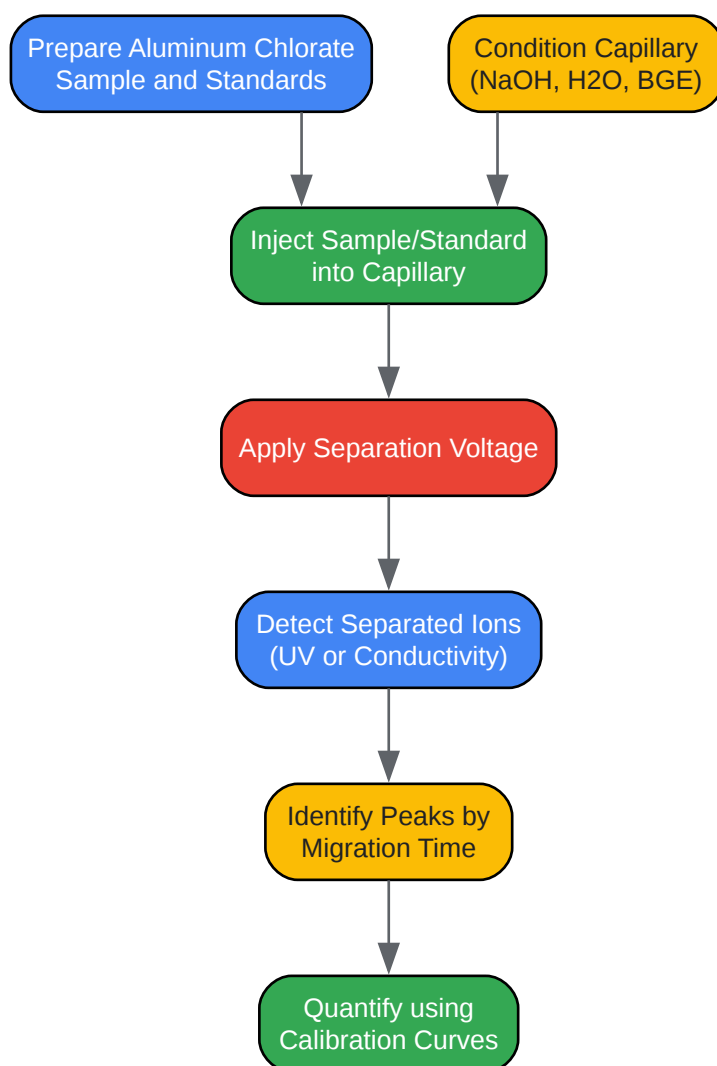 Prepare Aluminum Chlorate
Sample and Standards
Condition Capillary
(NaOH, H2O, BGE)
Inject Sample/Standard
into Capillary
Apply Separation Voltage
Detect Separated Ions
(UV or Conductivity)
Identify Peaks by
Migration Time
Quantify using
Calibration Curves